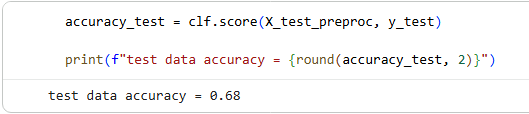 accuracy_test = clf.score(X_test_preproc, y_test)
print(f"test data accuracy = {round(accuracy_test, 2)}")
test data accuracy = 0.68